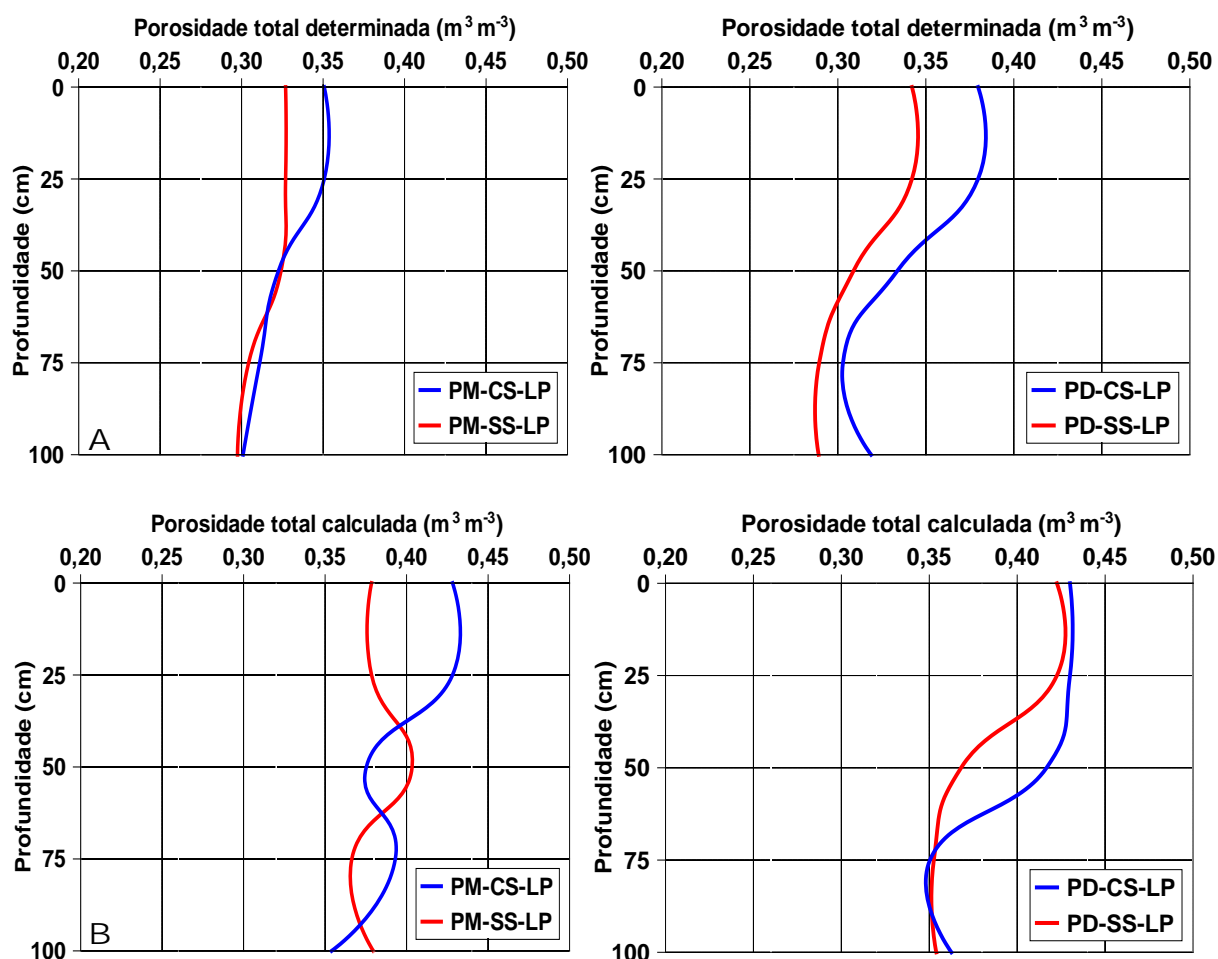 Porosidade total determinada (m³ m⁻³)
0,20 0,25 0,30 0,35 0,40 0,45 0,50
0
25
50
75
100
Profundidade (cm)
PM-CS-LP
PM-SS-LP
A
Porosidade total determinada (m³ m⁻³)
0,20 0,25 0,30 0,35 0,40 0,45 0,50
0
25
50
75
100
Profundidade (cm)
PD-CS-LP
PD-SS-LP
Porosidade total calculada (m³ m⁻³)
0,20 0,25 0,30 0,35 0,40 0,45 0,50
0
25
50
75
100
Profundidade (cm)
PM-CS-LP
PM-SS-LP
B
Porosidade total calculada (m³ m⁻³)
0,20 0,25 0,30 0,35 0,40 0,45 0,50
0
25
50
75
100
Profundidade (cm)
PD-CS-LP
PD-SS-LP